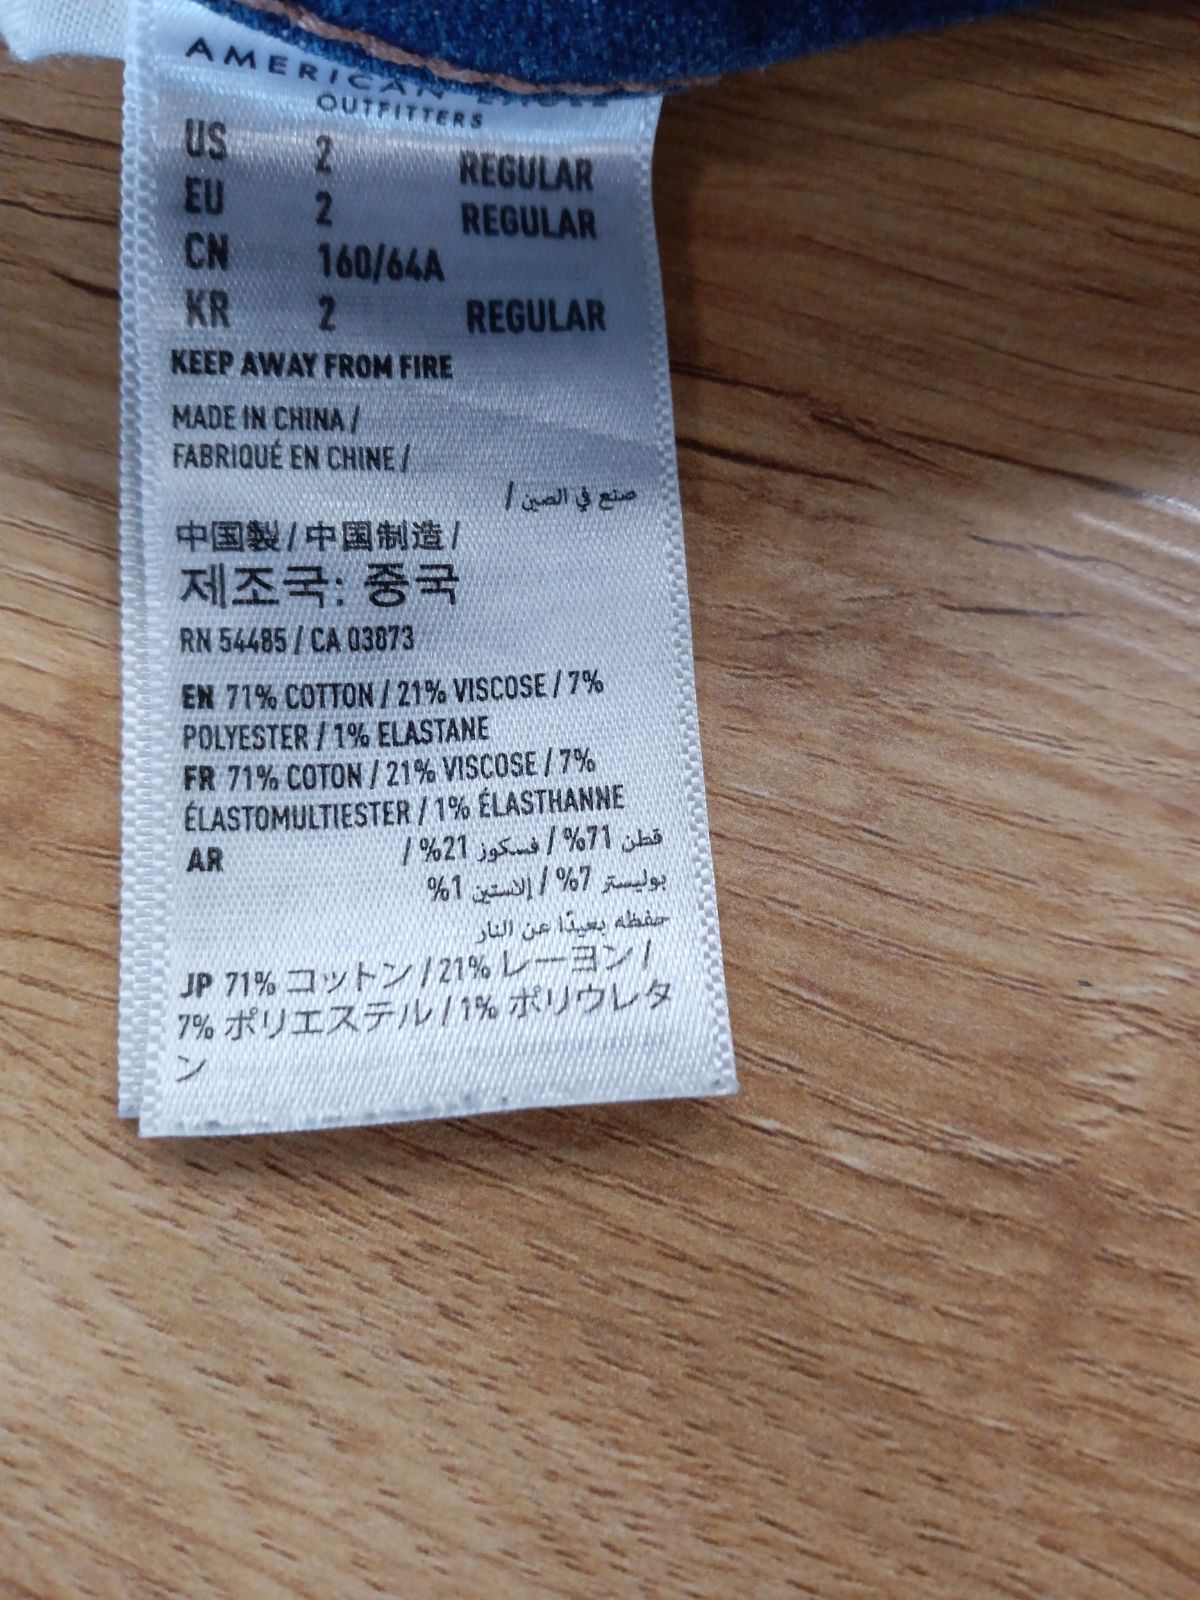 AMERICAN EAGLE
OUTFITTERS
US 2 REGULAR
EU 2 REGULAR
CN 160/64A
KR 2 REGULAR
KEEP AWAY FROM FIRE
MADE IN CHINA /
FABRIQUÉ EN CHINE /
صنع في الصين /
中国製 / 中国制造 /
제조국: 중국
RN 54485 / CA 03873
EN 71% COTTON / 21% VISCOSE / 7%
POLYESTER / 1% ELASTANE
FR 71% COTON / 21% VISCOSE / 7%
ÉLASTOMULTIESTER / 1% ÉLASTHANNE
AR قطن 71% / فسكوز 21% /
بوليستر 7% / إلاستين 1%
حفظه بعيدًا عن النار
JP 71% コットン / 21% レーヨン /
7% ポリエステル / 1% ポリウレタ
ン